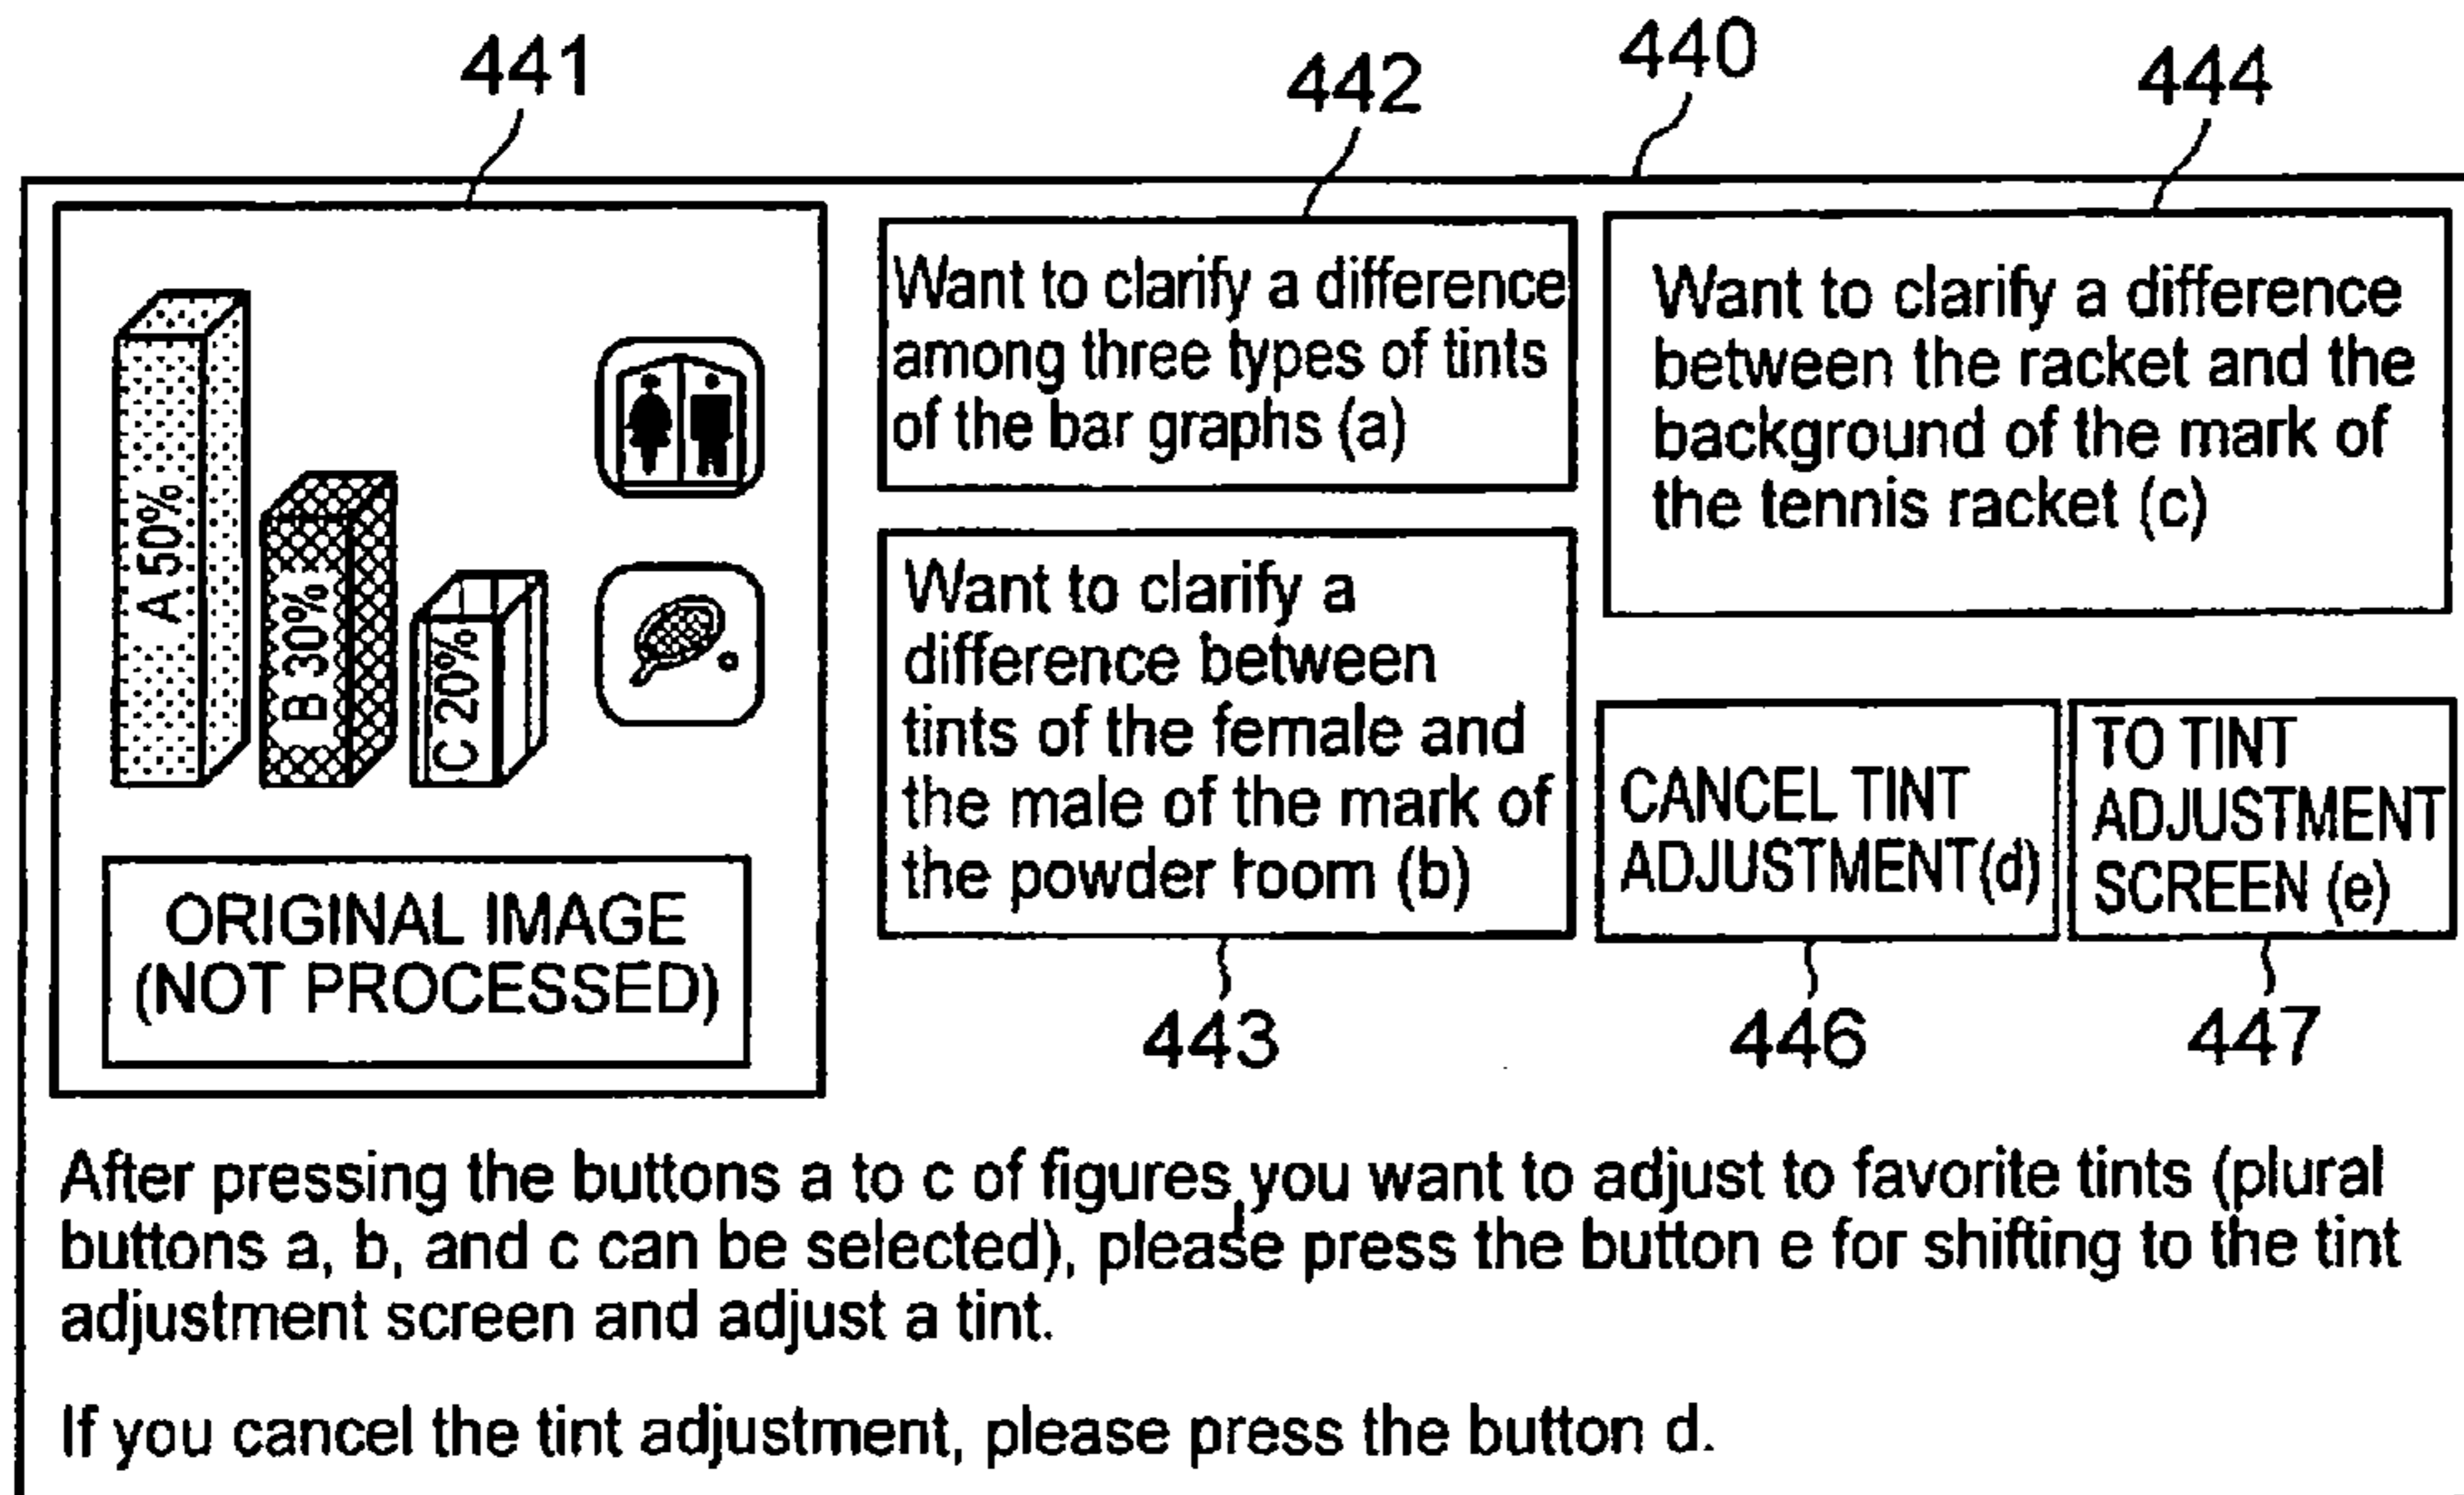 441
442
440
444
A 50%
B 30%
C 20%
ORIGINAL IMAGE
(NOT PROCESSED)
Want to clarify a difference
among three types of tints
of the bar graphs (a)
Want to clarify a
difference between
tints of the female and
the male of the mark of
the powder room (b)
Want to clarify a difference
between the racket and the
background of the mark of
the tennis racket (c)
CANCEL TINT
ADJUSTMENT(d)
TO TINT
ADJUSTMENT
SCREEN (e)
443
446
447
After pressing the buttons a to c of figures you want to adjust to favorite tints (plural
buttons a, b, and c can be selected), please press the button e for shifting to the tint
adjustment screen and adjust a tint.
If you cancel the tint adjustment, please press the button d.